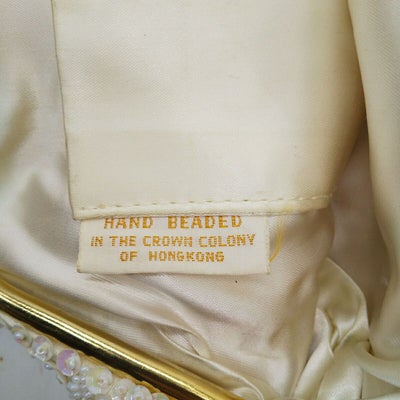 HAND BEADED
IN THE CROWN COLONY
OF HONGKONG